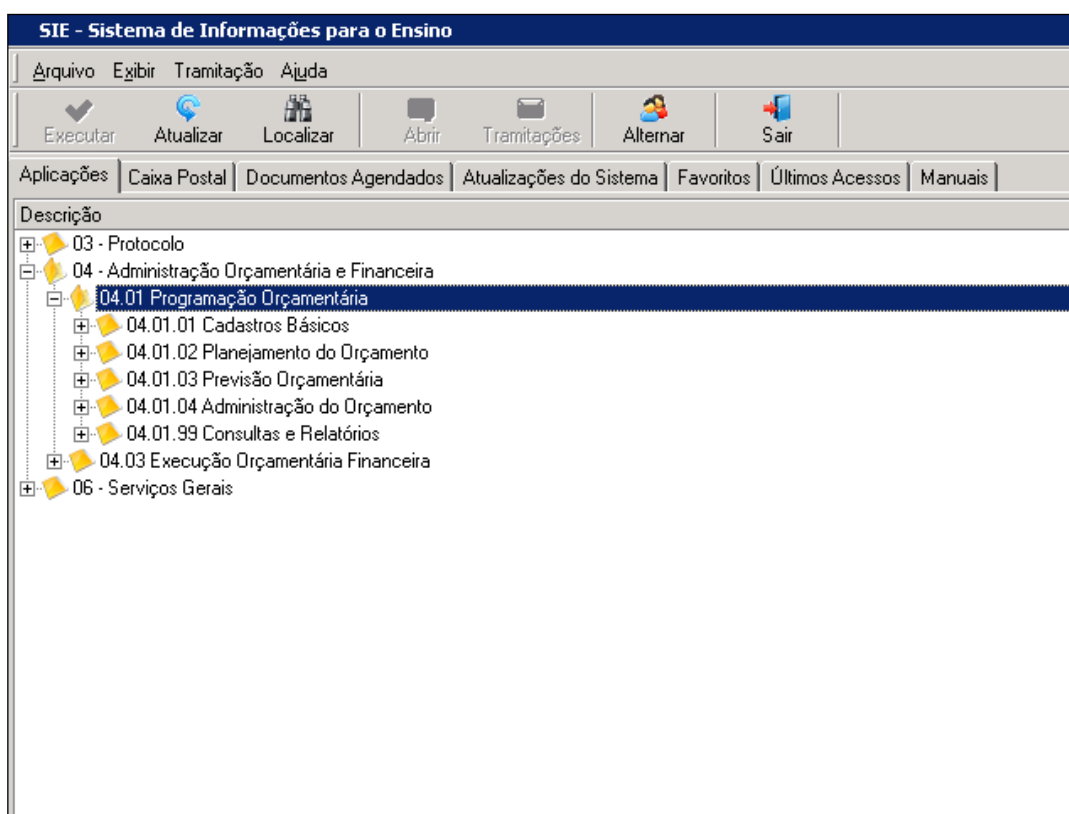 SIE - Sistema de Informações para o Ensino
Arquivo Exibir Tramitação Ajuda
Executar Atualizar Localizar Abrir Tramitações Alternar Sair
Aplicações Caixa Postal Documentos Agendados Atualizações do Sistema Favoritos Últimos Acessos Manuais
Descrição
03 - Protocolo
04 - Administração Orçamentária e Financeira
04.01 Programação Orçamentária
04.01.01 Cadastros Básicos
04.01.02 Planejamento do Orçamento
04.01.03 Previsão Orçamentária
04.01.04 Administração do Orçamento
04.01.99 Consultas e Relatórios
04.03 Execução Orçamentária Financeira
06 - Serviços Gerais